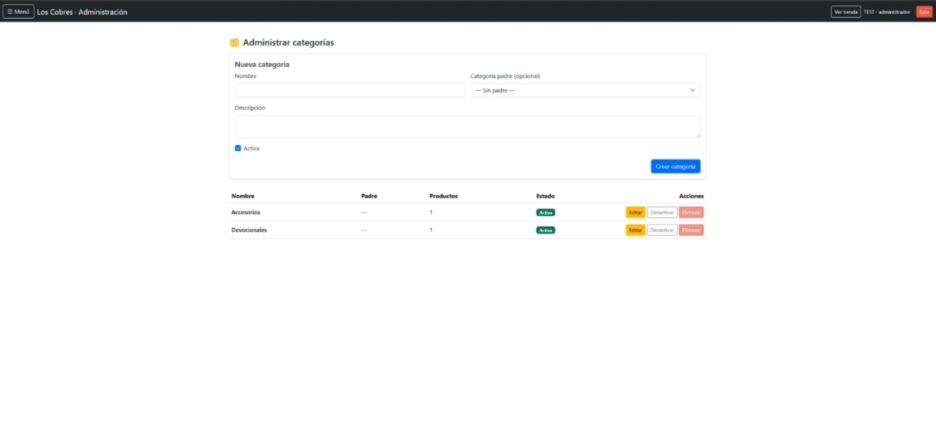 ☰ Menú Los Cobres - Administración Ver tienda TEST - administrador Salir
Administrar categorías
Nueva categoría
Nombre Categoría padre (opcional)
— Sin padre —
Descripción
Activa
Crear categoría
Nombre Padre Productos Estado Acciones
Accesorios — 1 Activa Editar Desactivar Eliminar
Devocionales — 1 Activa Editar Desactivar Eliminar